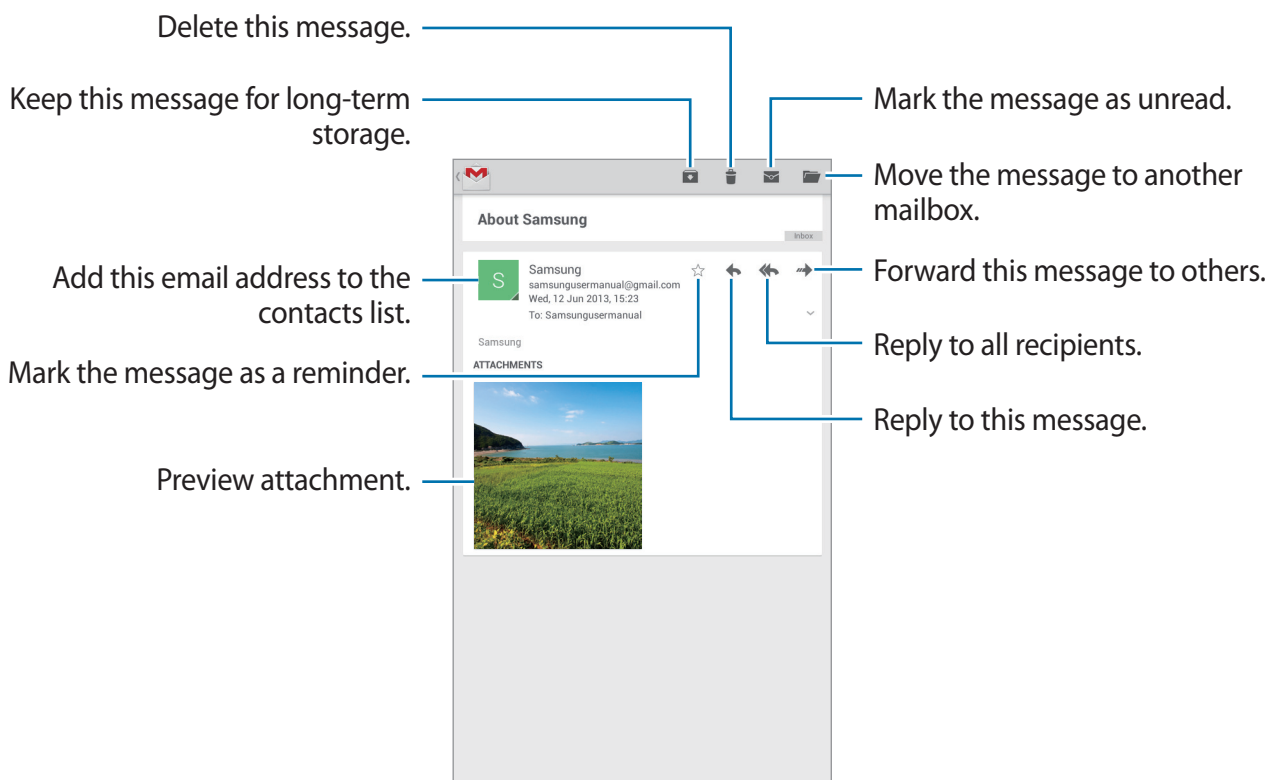 Delete this message.
Keep this message for long-term
storage.
Mark the message as unread.
Move the message to another
mailbox.
About Samsung
Inbox
Add this email address to the
contacts list.
S
Samsung
samsungusermanual@gmail.com
Wed, 12 Jun 2013, 15:23
To: Samsungusermanual
Forward this message to others.
Samsung
Reply to all recipients.
ATTACHMENTS
Mark the message as a reminder.
Reply to this message.
Preview attachment.